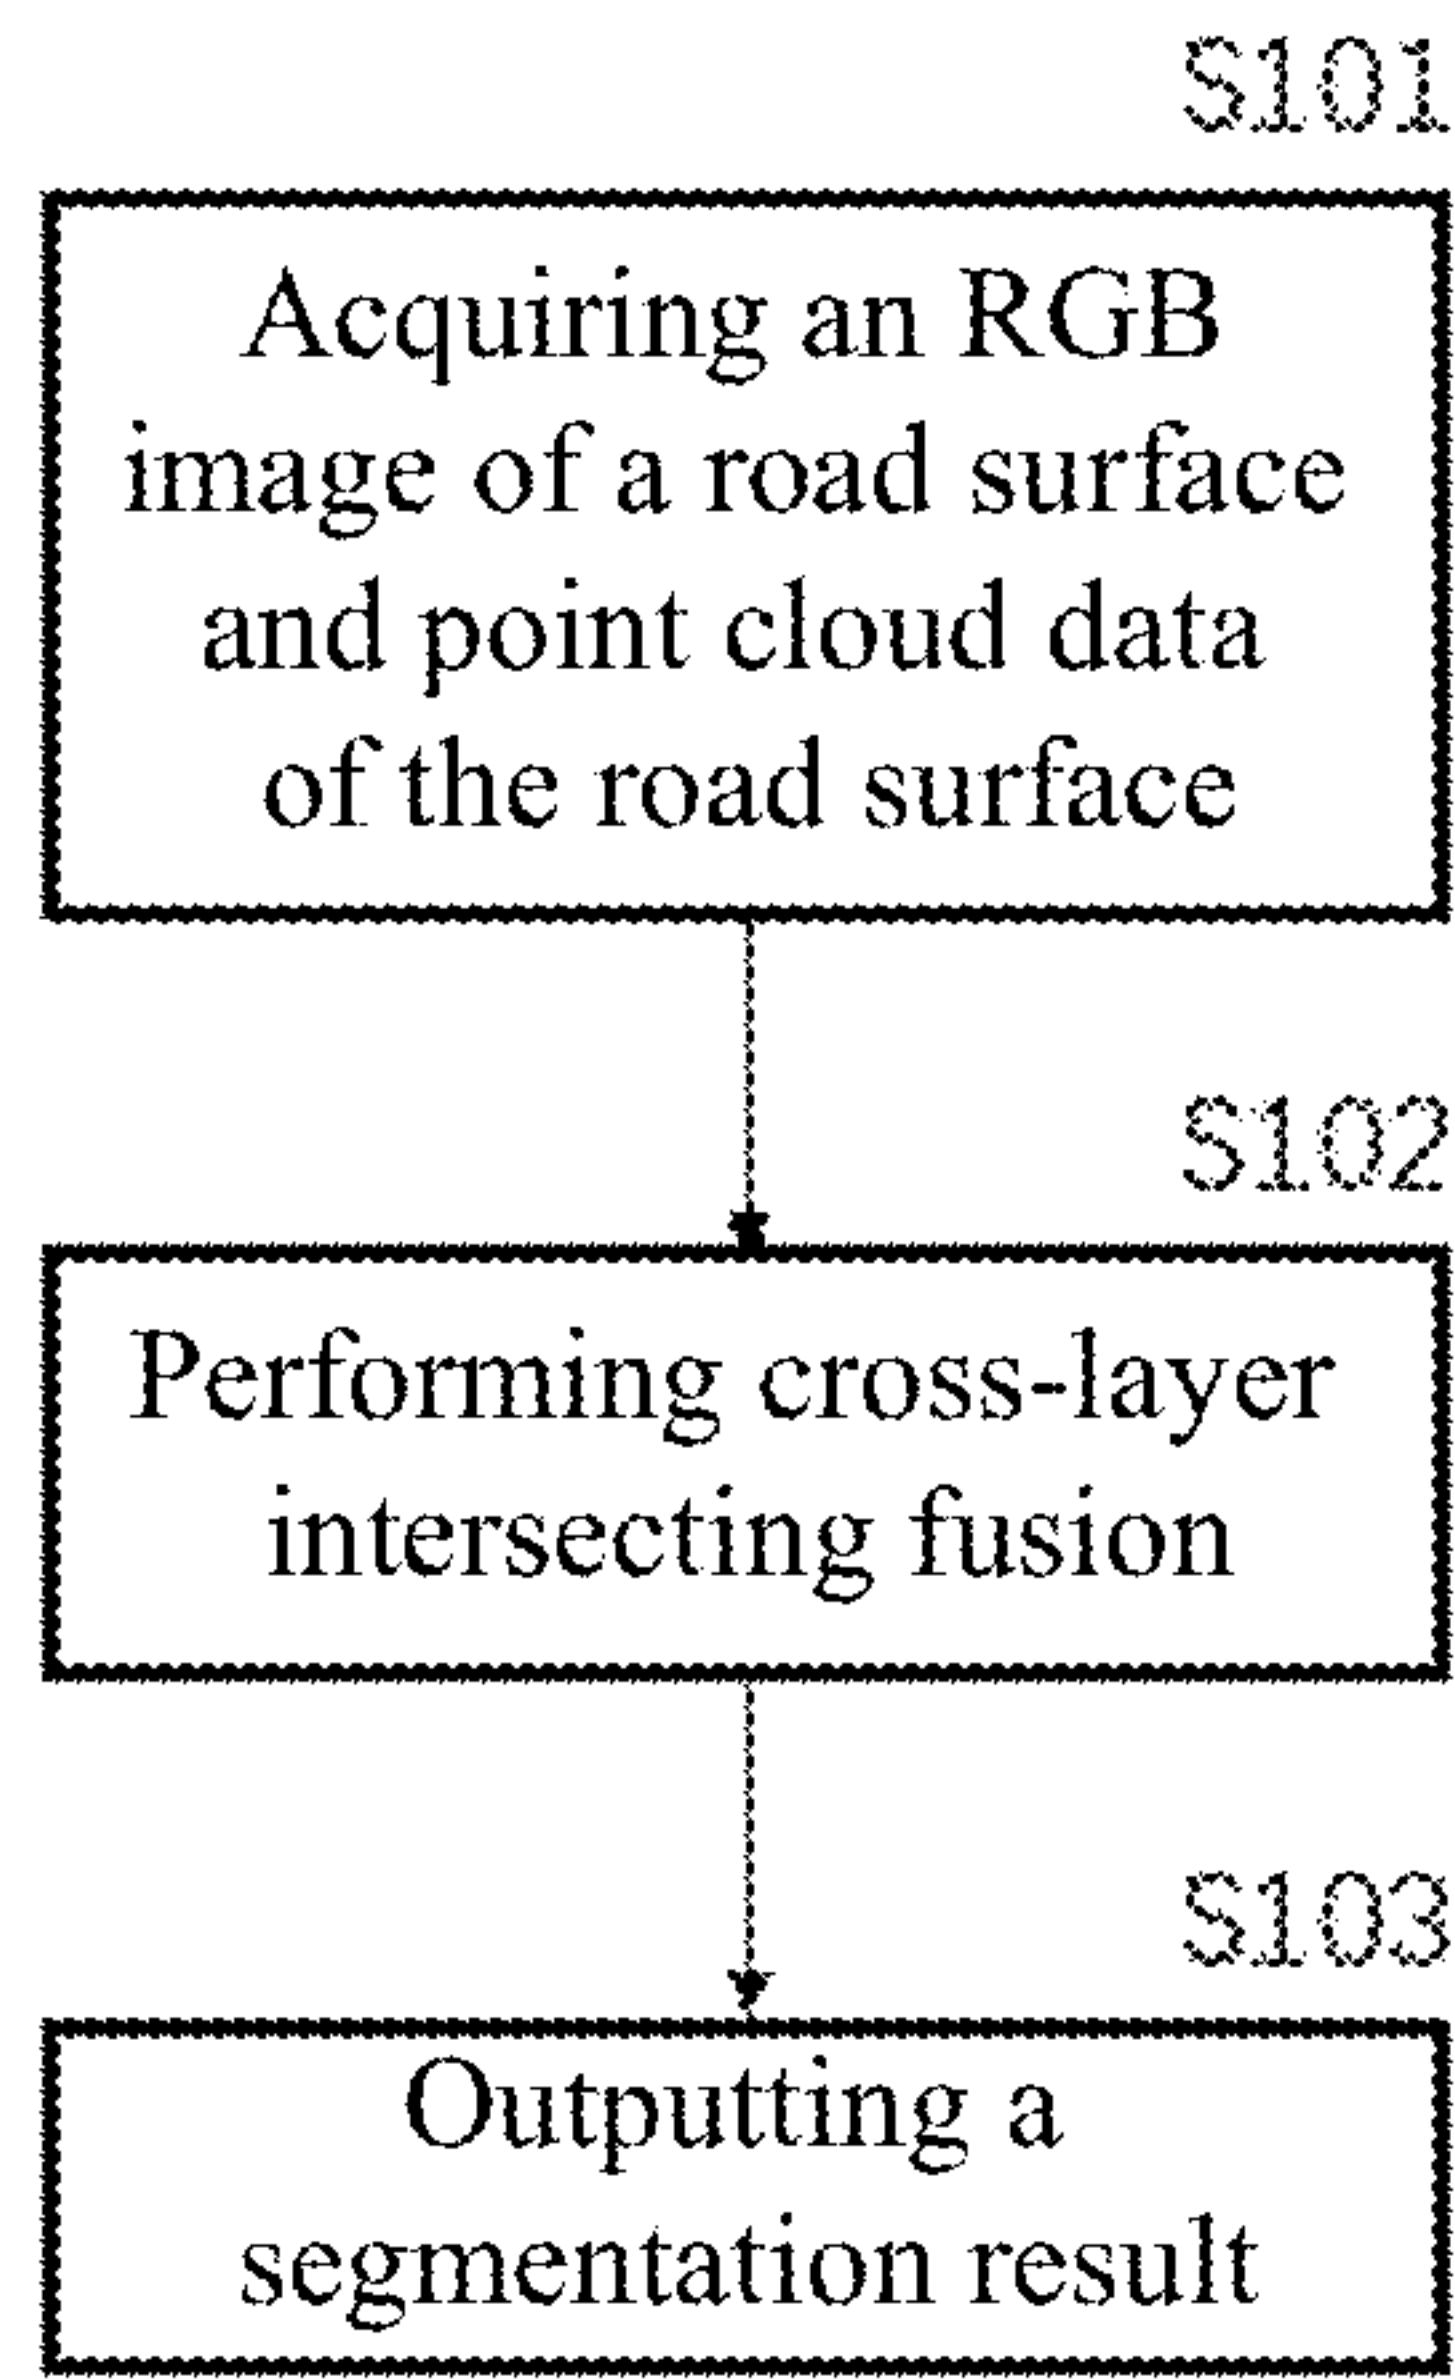 S101
Acquiring an RGB
image of a road surface
and point cloud data
of the road surface
S102
Performing cross-layer
intersecting fusion
S103
Outputting a
segmentation result